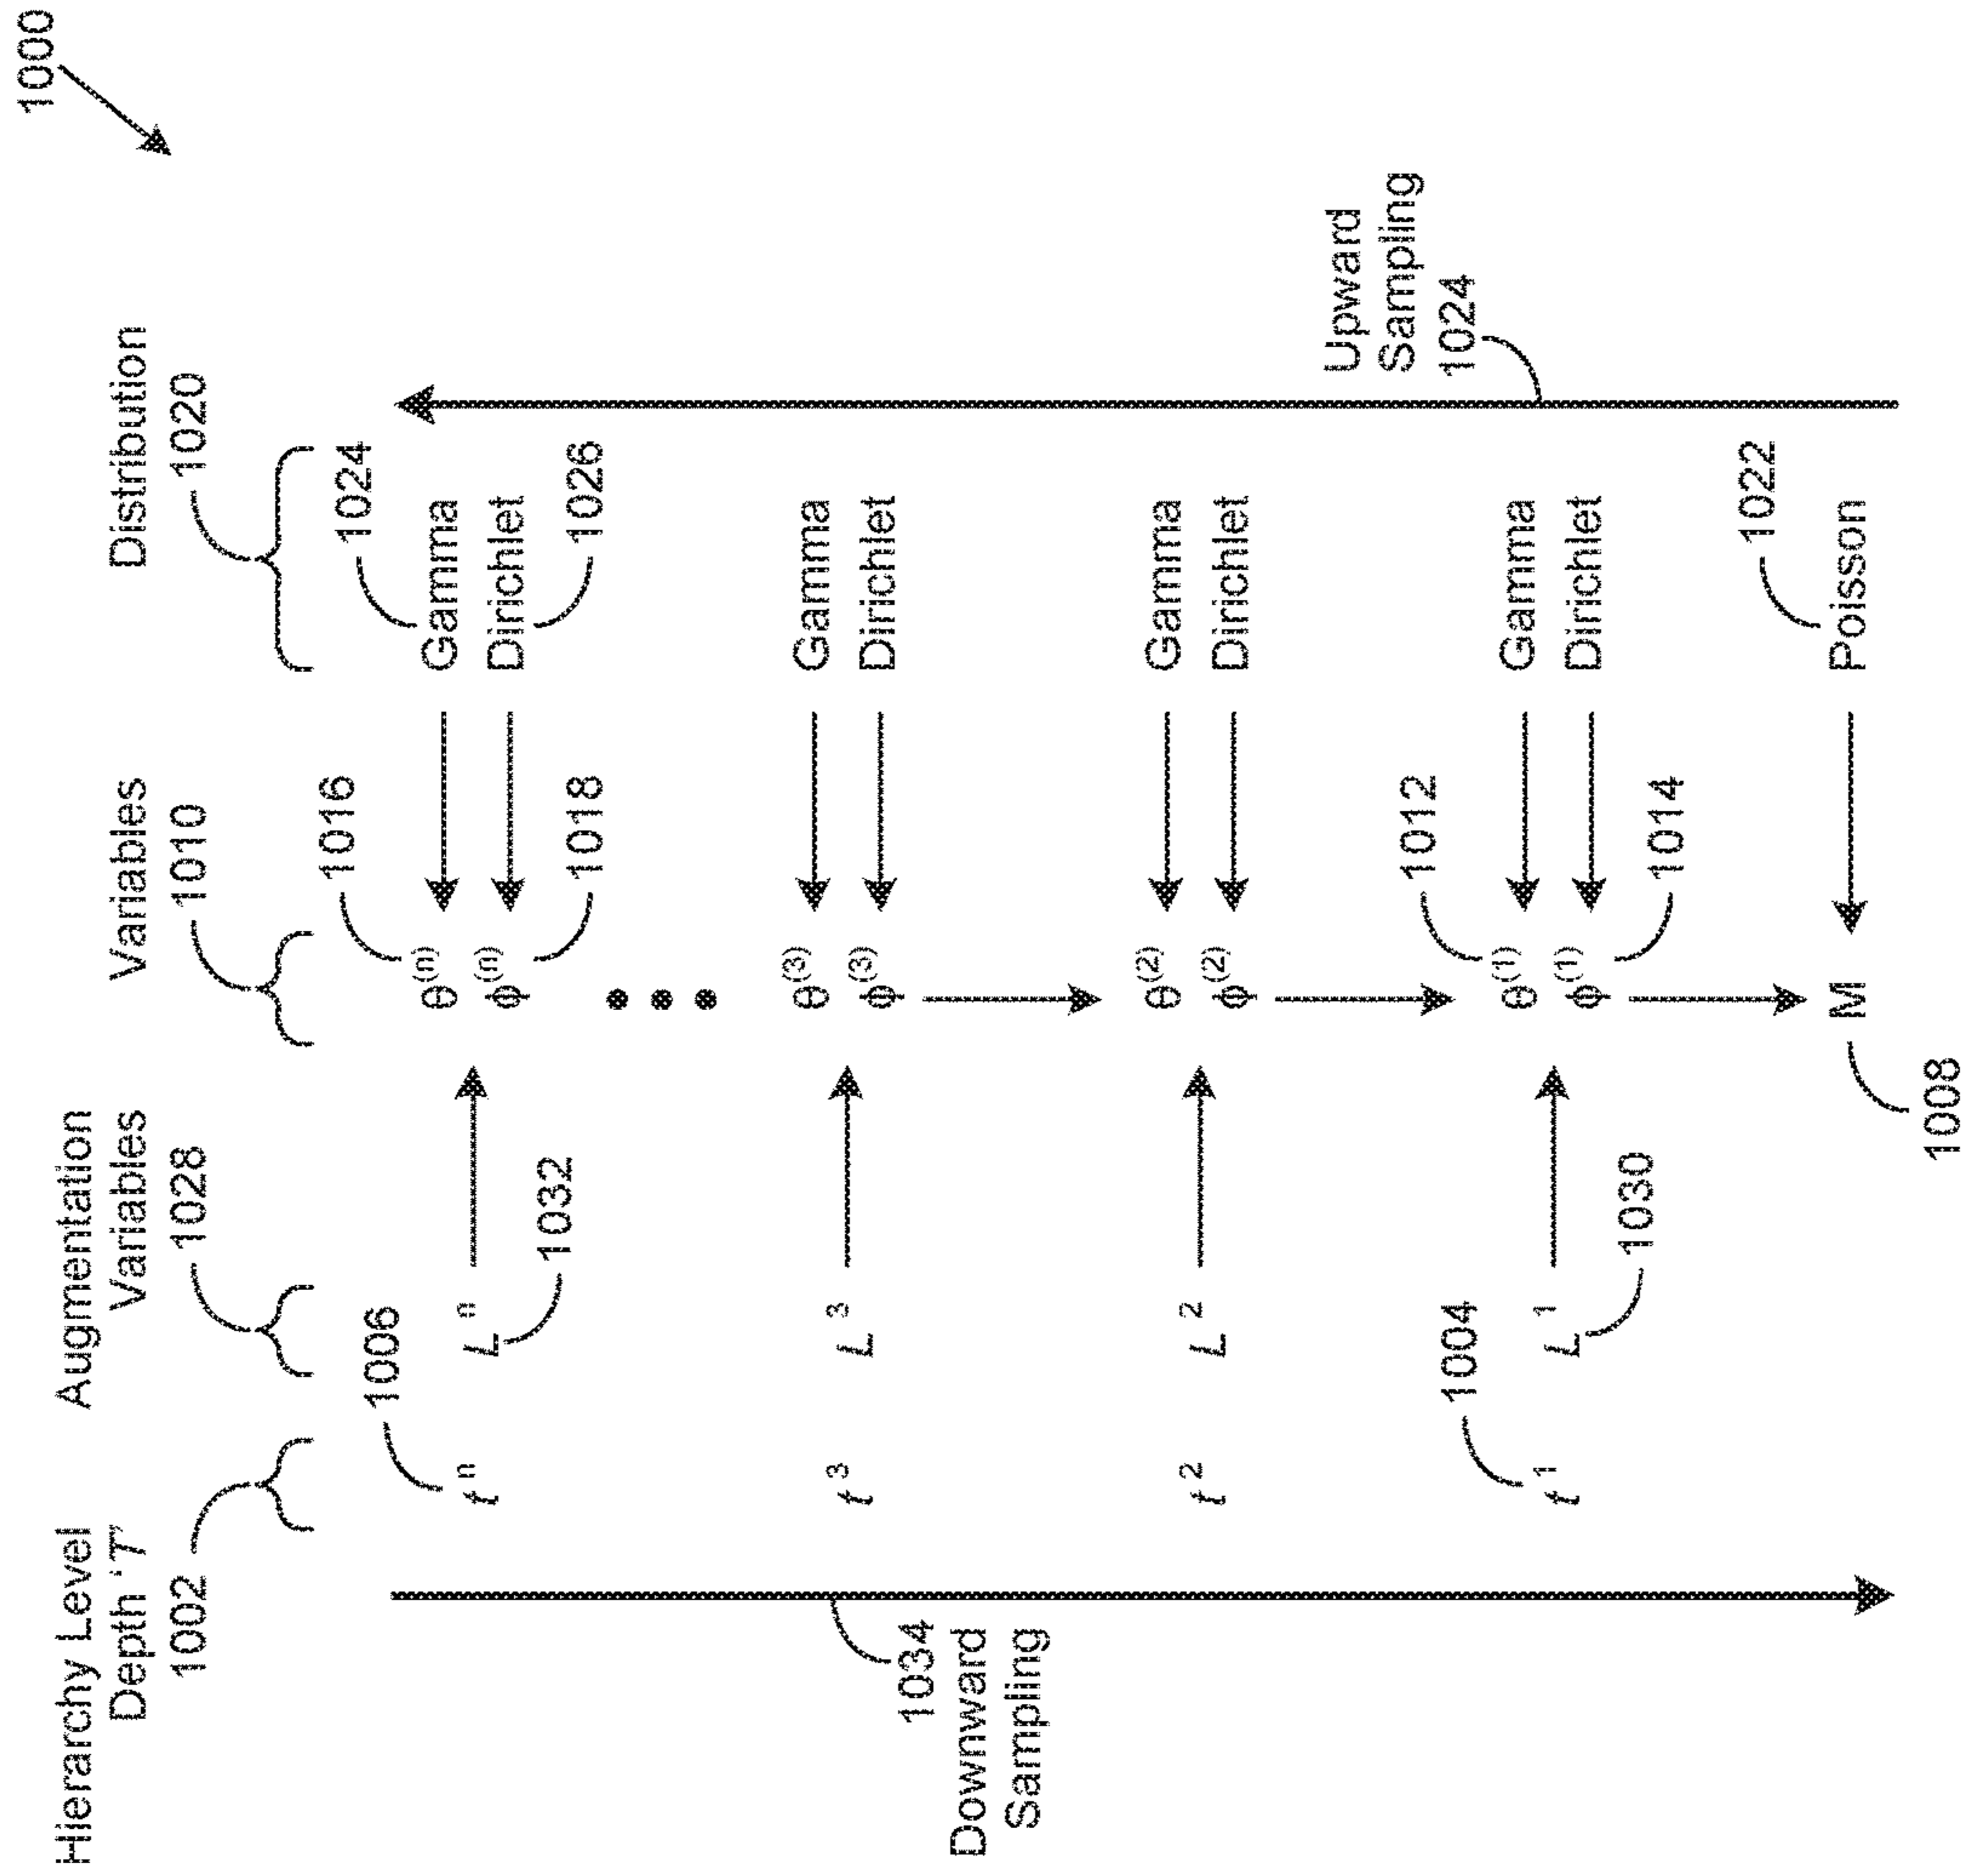 1000
Hierarchy Level
Depth 'T'
1002
Augmentation
Variables
1028
Variables
1010
Distribution
1020
1006
t n
L n
1032
1016
θ(n)
ϕ(n)
1018
1024
Gamma
Dirichlet
1026
t 3
L 3
θ(3)
ϕ(3)
Gamma
Dirichlet
1034
Downward
Sampling
t 2
L 2
θ(2)
ϕ(2)
Gamma
Dirichlet
Upward
Sampling
1024
1004
t 1
L 1
1030
1012
θ(1)
ϕ(1)
1014
Gamma
Dirichlet
M
1008
1022
Poisson